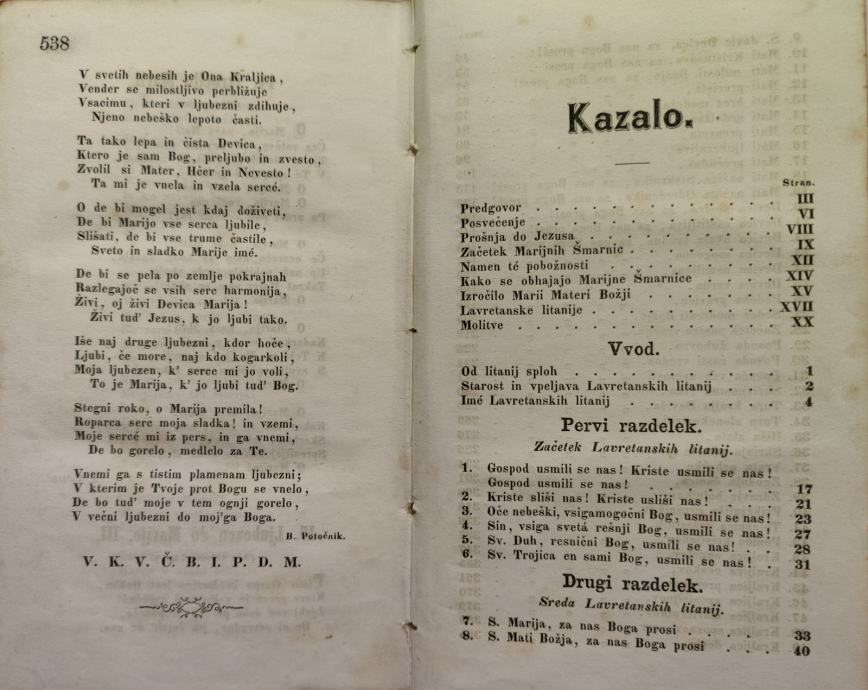 538
V svetih nebesih je Ona Kraljica,
Vender se milostljivo perbližuje
Vsacimu, kteri v ljubezni zdihuje,
Njeno nebeško lepoto časti.
Ta tako lepa in čista Devica,
Ktero je sam Bog, preljubo in zvesto,
Zvolil si Mater, Hčer in Nevesto!
Ta mi je vnela in vzela sercé.
O de bi mogel jest kdaj doživeti,
De bi Marijo vse serca ljubile,
Slišati, de bi vse trume častile,
Sveto in sladko Marije imé.
De bi se pela po zemlje pokrajnah
Razlegajoč se vsih serc harmonija,
Živi, oj živi Devica Marija!
Živi tud' Jezus, k jo ljubi tako.
Iše naj druge ljubezni, kdor hoče,
Ljubi, če more, naj kdo kogarkoli,
Moja ljubezen, k' serce mi jo voli,
To je Marija, k' jo ljubi tud' Bog.
Stegni roko, o Marija premila!
Roparca serc moja sladka! in vzemi,
Moje sercé mi iz pers, in ga vnemi,
De bo gorelo, medlelo za Te.
Vnemi ga s tistim plamenam ljubezni;
V kterim je Tvoje prot Bogu se vnelo,
De bo tud' moje v tem ognji gorelo,
V večni ljubezni do moj'ga Boga.
B. Potočnik.
V. K. V. Č. B. I. P. D. M.
Kazalo.
Stran.
Predgovor . . . . . . . . . . III
Posvečenje . . . . . . . . . . VI
Prošnja do Jezusa . . . . . . . . VIII
Začetek Marijnih Šmarnic . . . . . . IX
Namen té pobožnosti . . . . . . . XII
Kako se obhajajo Marijne Šmarnice . . . . XIV
Izročilo Marii Materi Božji . . . . . . XV
Lavretanske litanije . . . . . . . . XVII
Molitve . . . . . . . . . . . XX
Vvod.
Od litanij sploh . . . . . . . . 1
Starost in vpeljava Lavretanskih litanij . . . 2
Imé Lavretanskih litanij . . . . . . . 4
Pervi razdelek.
Začetek Lavretanskih litanij.
1. Gospod usmili se nas! Kriste usmili se nas!
Gospod usmili se nas! . . . . . . 17
2. Kriste sliši nas! Kriste usliši nas! . . . 21
3. Oče nebeški, vsigamogočni Bog, usmili se nas! 23
4. Sin, vsiga svetá rešnji Bog, usmili se nas! 27
5. Sv. Duh, resnični Bog, usmili se nas! . . 28
6. Sv. Trojica en sami Bog, usmili se nas! . 31
Drugi razdelek.
Sreda Lavretanskih litanij.
7. S. Marija, za nas Boga prosi . . . . . 33
8. S. Mati Božja, za nas Boga prosi . . . 40